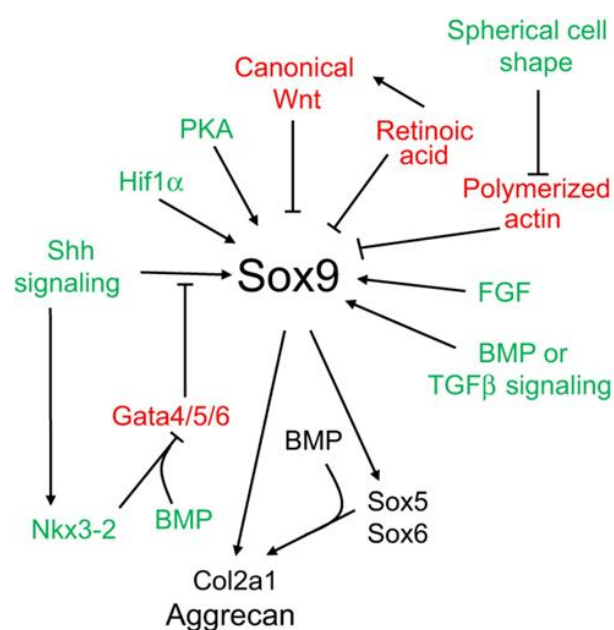 Spherical cell
shape
Canonical
Wnt
PKA
Retinoic
acid
Hif1α
Polymerized
actin
Shh
signaling
Sox9
FGF
BMP or
TGFβ signaling
Gata4/5/6
BMP
Nkx3-2
BMP
Sox5
Sox6
Col2a1
Aggrecan